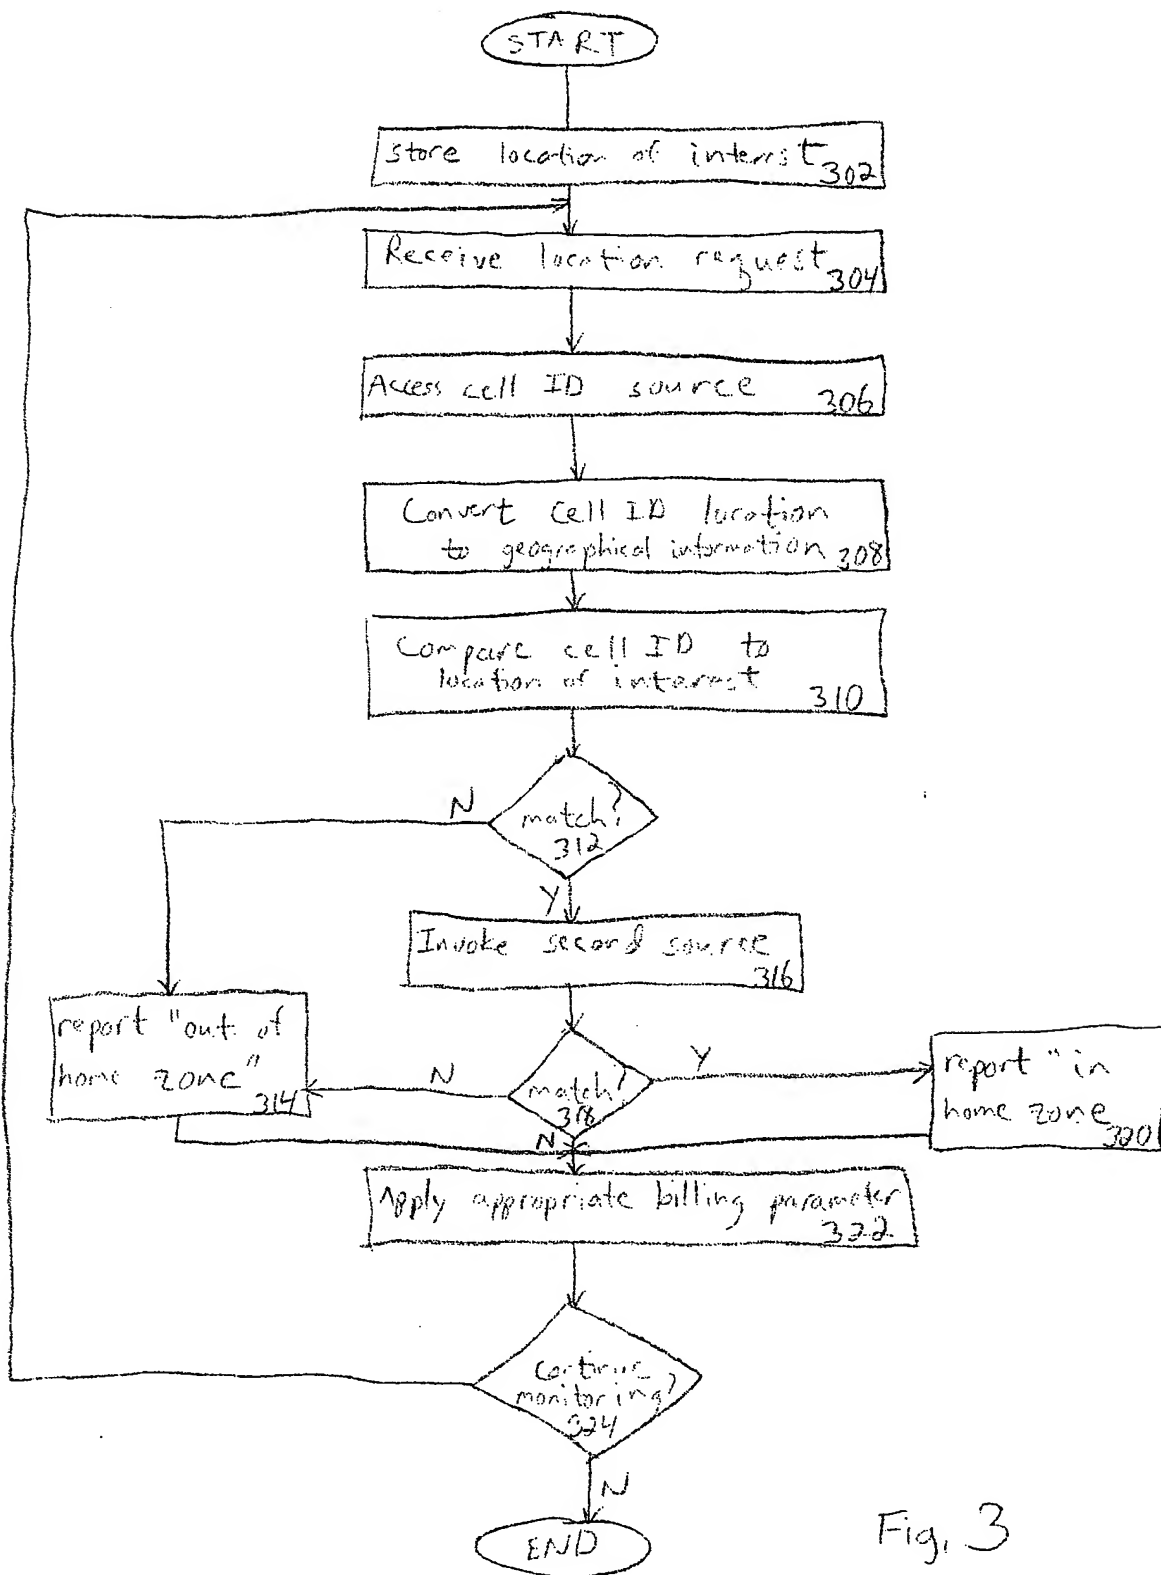 START
store location of interest
302
Receive location request
304
Access cell ID source
306
Convert cell ID location
to geographical information 308
Compare cell ID to
location of interest
310
N
match?
312
Y
Invoke second source
316
report "out of
home zone"
314
N
match?
318
Y
report "in
home zone
320
N
Apply appropriate billing parameter
322
continue
monitoring?
324
N
END
Fig. 3